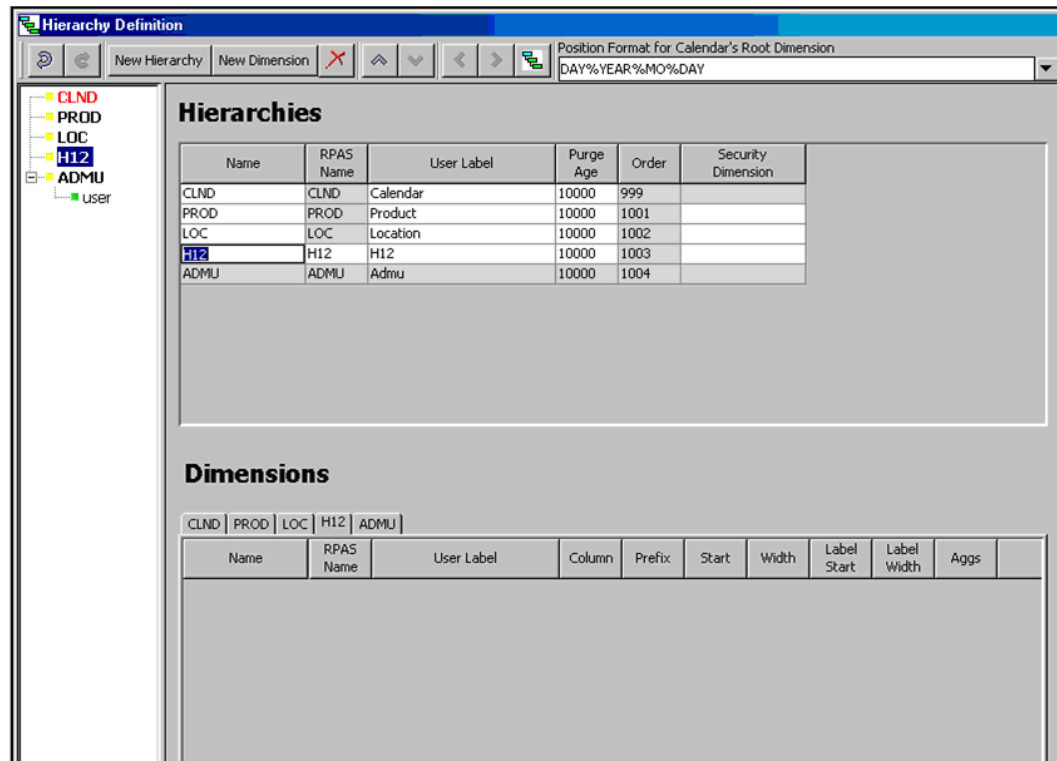 Hierarchy Definition
New Hierarchy New Dimension Position Format for Calendar's Root Dimension
DAY%YEAR%MO%DAY
CLND
PROD
LOC
H12
ADMU
user
Hierarchies
Name RPAS Name User Label Purge Age Order Security Dimension
CLND CLND Calendar 10000 999
PROD PROD Product 10000 1001
LOC LOC Location 10000 1002
H12 H12 H12 10000 1003
ADMU ADMU Admu 10000 1004
Dimensions
CLND PROD LOC H12 ADMU
Name RPAS Name User Label Column Prefix Start Width Label Start Label Width Aggs